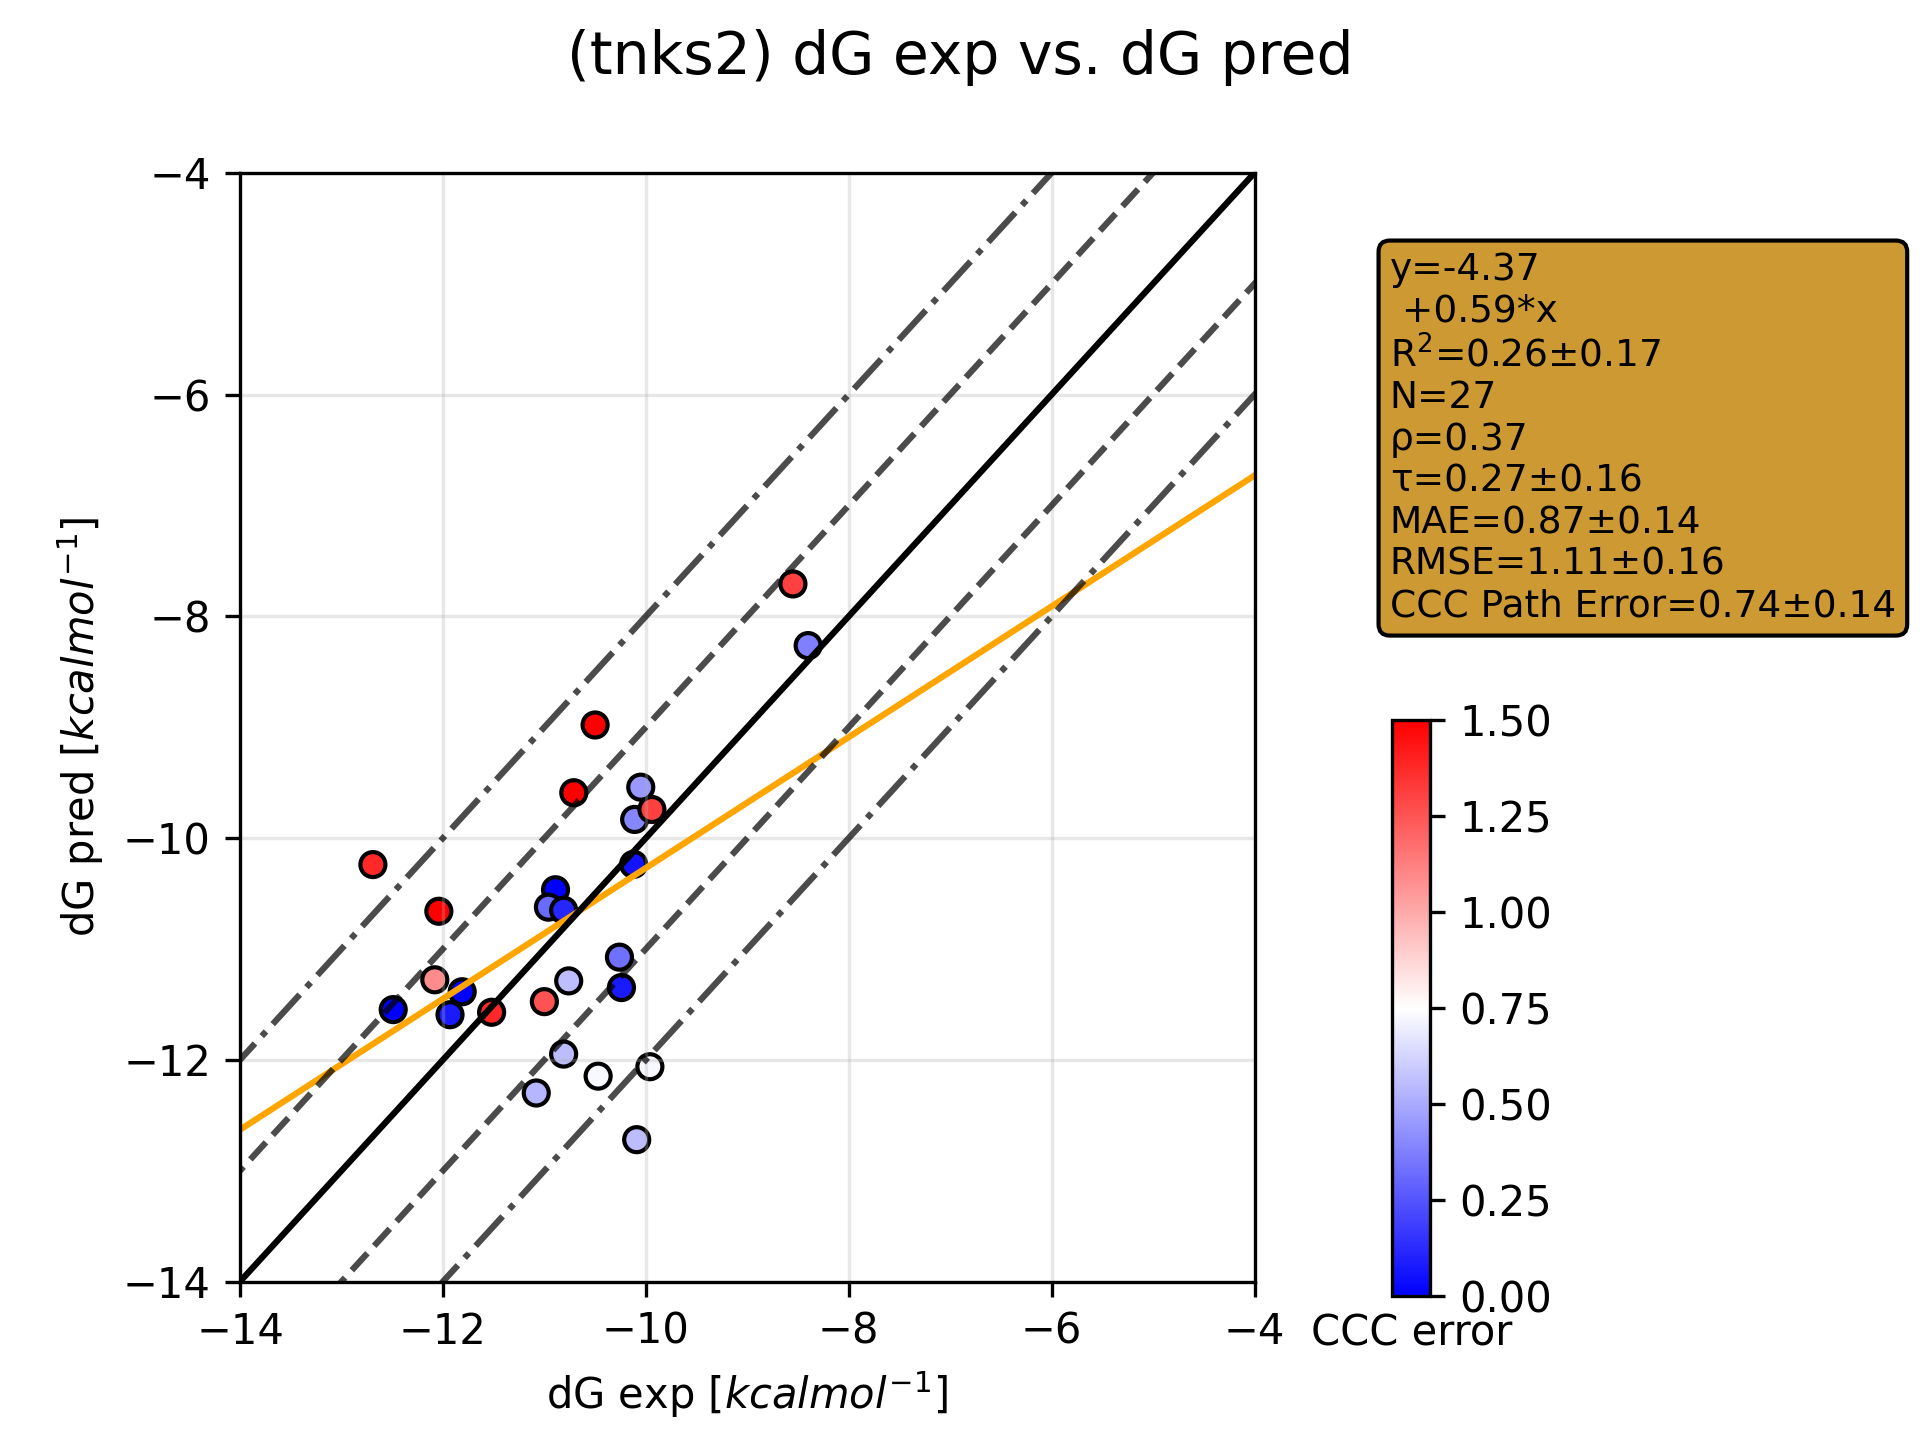 (tnks2) dG exp vs. dG pred
−4
−6
−8
−10
−12
−14
dG pred [kcalmol⁻¹]
−14 −12 −10 −8 −6 −4
dG exp [kcalmol⁻¹]
y=-4.37
+0.59*x
R²=0.26±0.17
N=27
ρ=0.37
τ=0.27±0.16
MAE=0.87±0.14
RMSE=1.11±0.16
CCC Path Error=0.74±0.14
1.50
1.25
1.00
0.75
0.50
0.25
0.00
CCC error